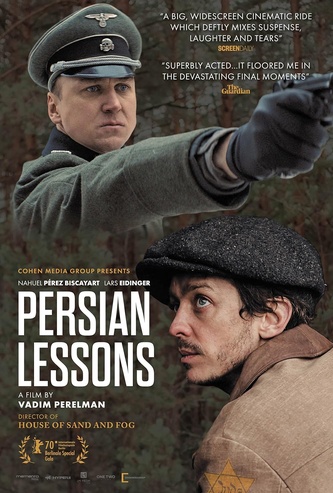 "A BIG, WIDESCREEN CINEMATIC RIDE
WHICH DEFTLY MIXES SUSPENSE,
LAUGHTER AND TEARS"
SCREENDAILY
"SUPERBLY ACTED...IT FLOORED ME IN
THE DEVASTATING FINAL MOMENTS"
The
Guardian
COHEN MEDIA GROUP PRESENTS
NAHUEL PÉREZ BISCAYART LARS EIDINGER
PERSIAN
LESSONS
A FILM BY
VADIM PERELMAN
DIRECTOR OF
HOUSE OF SAND AND FOG
70
Berlinale Special
Gala